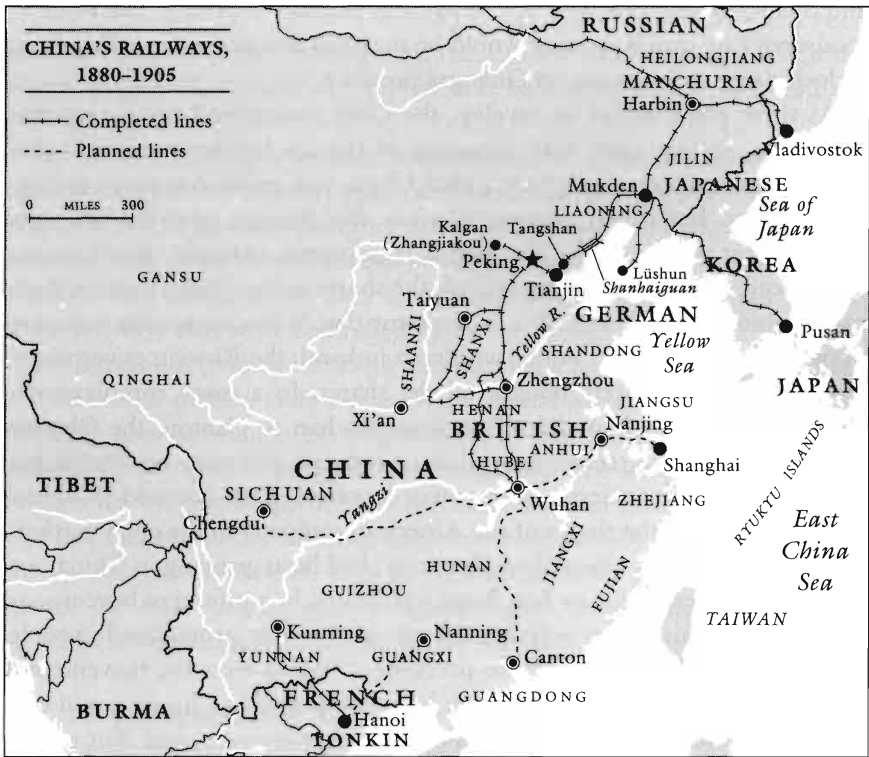 CHINA'S RAILWAYS,
1880–1905
Completed lines
Planned lines
0 MILES 300
RUSSIAN
HEILONGJIANG
MANCHURIA
Harbin
Vladivostok
JILIN
Mukden
JAPANESE
LIAONING
Sea of
Japan
Kalgan
(Zhangjiakou)
Tangshan
Peking
Tianjin
Lüshun
Shanhaiguan
KOREA
GANSU
Taiyuan
GERMAN
Yellow R.
SHAANXI
SHANXI
SHANDONG
Yellow
Sea
Pusan
QINGHAI
Zhengzhou
JAPAN
Xi'an
HENAN
JIANGSU
BRITISH
Nanjing
ANHUI
Shanghai
CHINA
HUBEI
TIBET
SICHUAN
Yangzi
Wuhan
ZHEJIANG
RYUKYU ISLANDS
Chengdu
East
China
Sea
HUNAN
JIANGXI
GUIZHOU
FUJIAN
TAIWAN
Kunming
Nanning
YUNNAN
GUANGXI
Canton
FRENCH
GUANGDONG
BURMA
Hanoi
TONKIN